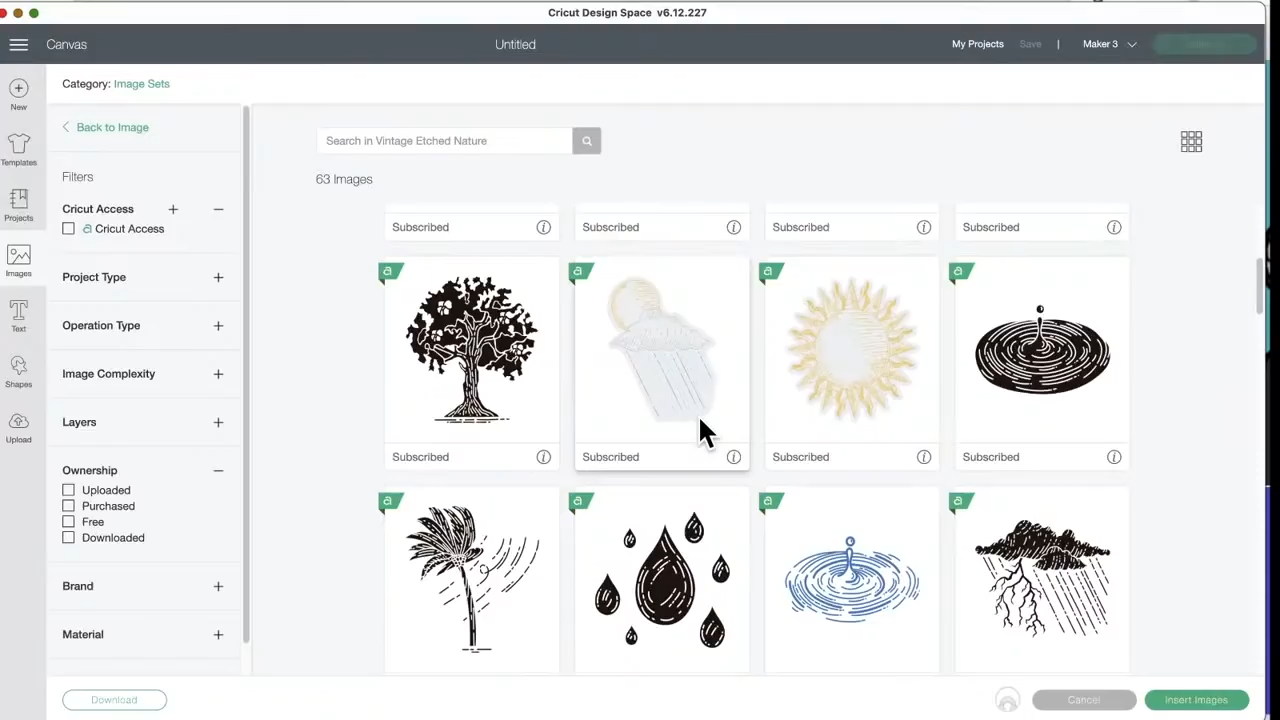 Cricut Design Space v6.12.227
Canvas
Untitled
My Projects Save | Maker 3
Category: Image Sets
New
Templates
Projects
Images
Text
Shapes
Upload
Back to Image
Filters
Cricut Access + −
a Cricut Access
Project Type +
Operation Type +
Image Complexity +
Layers +
Ownership −
Uploaded
Purchased
Free
Downloaded
Brand +
Material +
Search in Vintage Etched Nature
63 Images
Subscribed Subscribed Subscribed Subscribed
a a a a
Subscribed Subscribed Subscribed Subscribed
a a a a
Download Cancel Insert Images